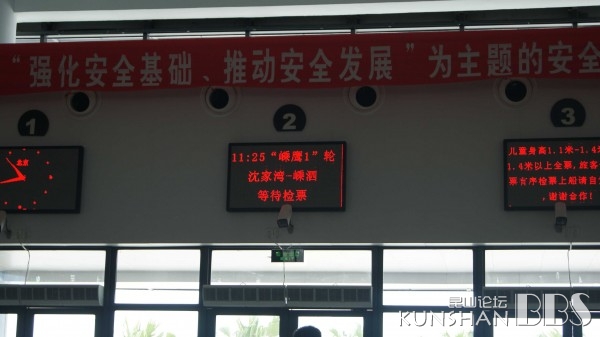 “强化安全基础、推动安全发展”为主题的安全
1
2
3
北京
11:25“嵊鹰1”轮
沈家湾-嵊泗
等待检票
儿童身高1.1米-1.4
1.4米以上全票,旅客
票有序检票上船请自
,谢谢合作!
昆山论坛
KUNSHAN BBS